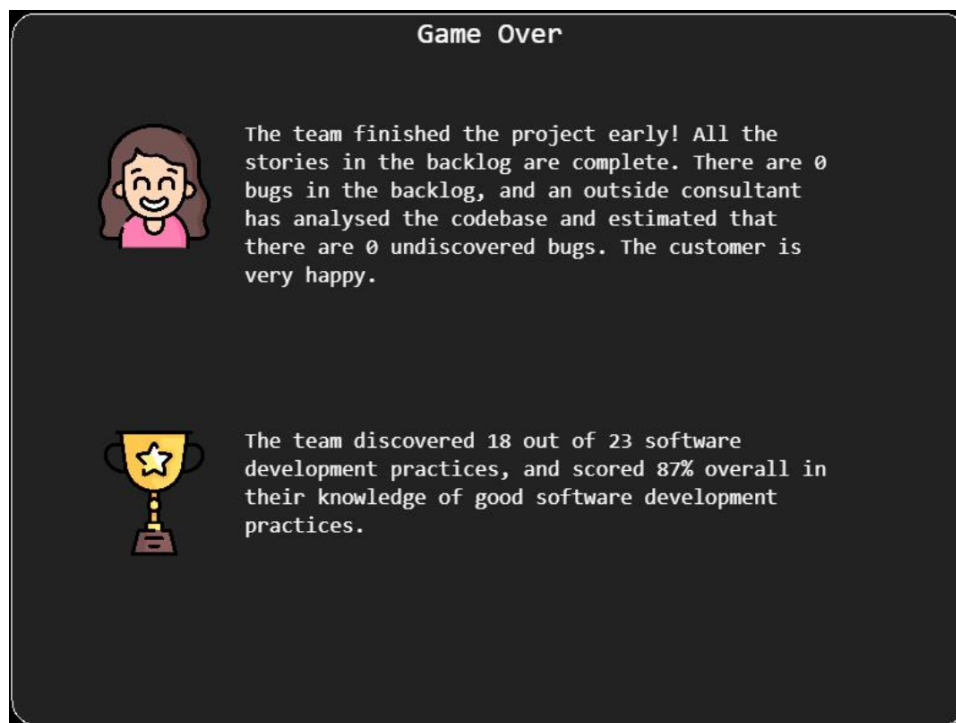 Game Over
The team finished the project early! All the
stories in the backlog are complete. There are 0
bugs in the backlog, and an outside consultant
has analysed the codebase and estimated that
there are 0 undiscovered bugs. The customer is
very happy.
The team discovered 18 out of 23 software
development practices, and scored 87% overall in
their knowledge of good software development
practices.